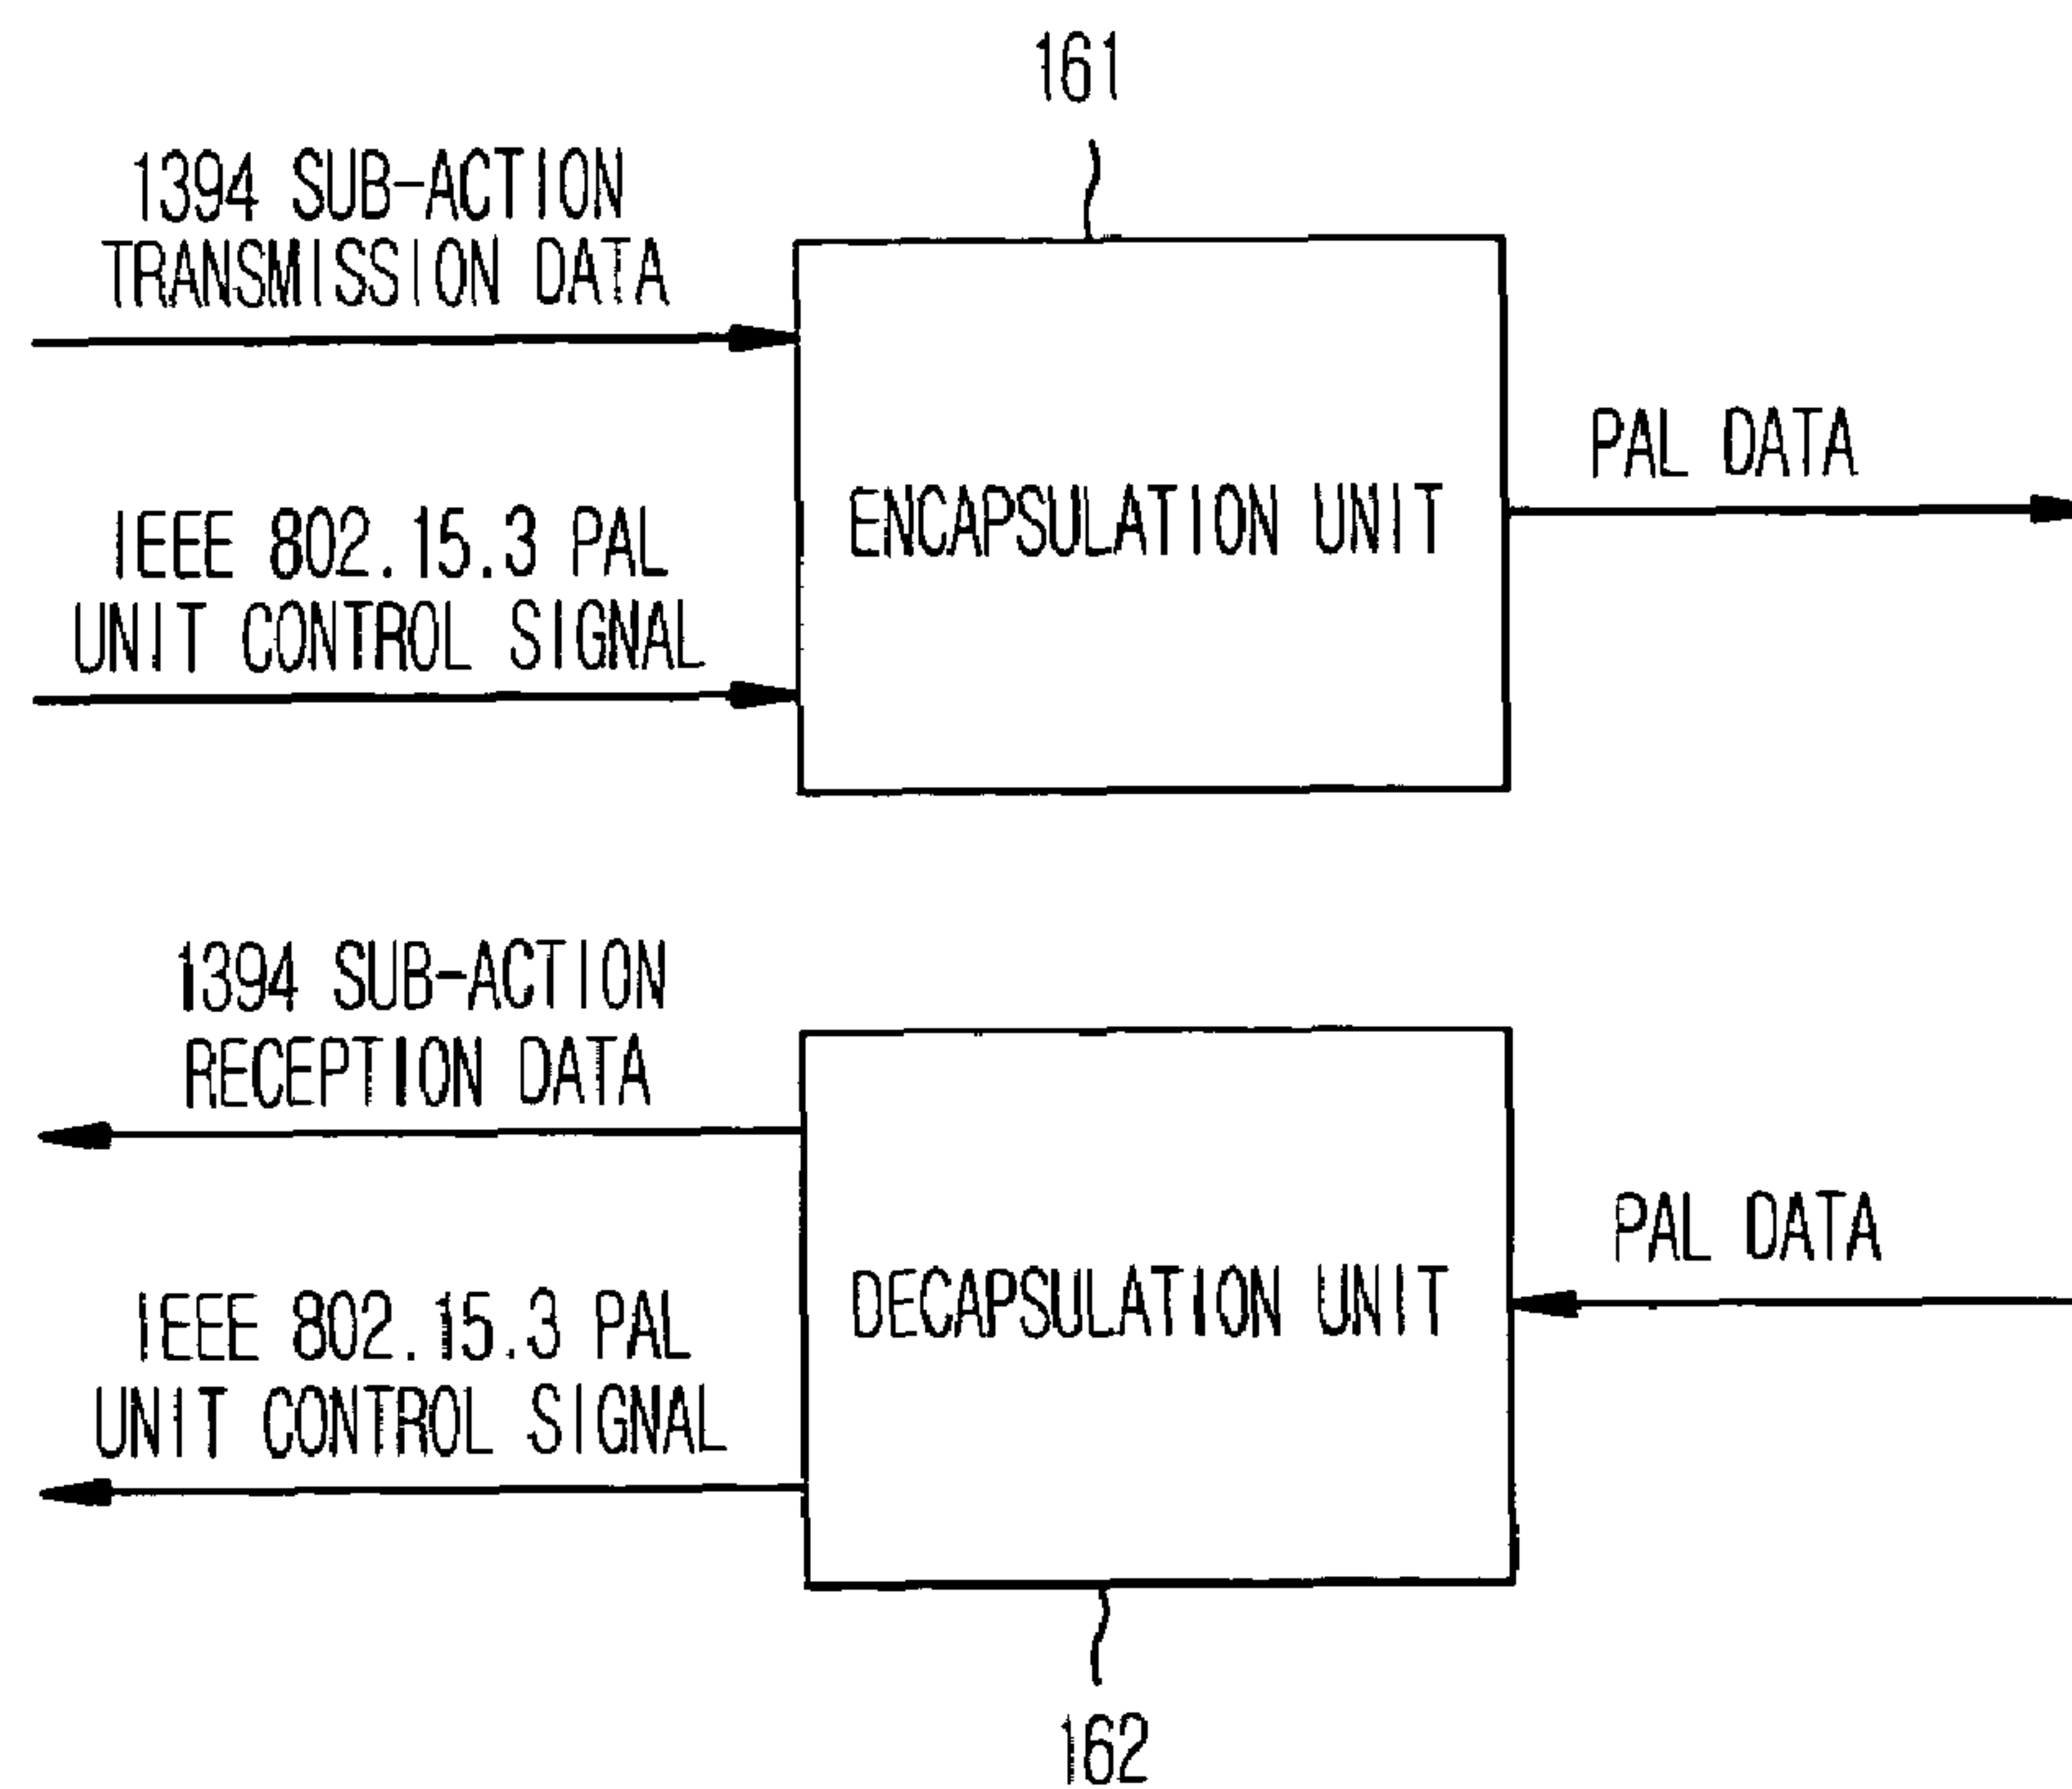 161
1394 SUB-ACTION
TRANSMISSION DATA
IEEE 802.15.3 PAL
UNIT CONTROL SIGNAL
ENCAPSULATION UNIT
PAL DATA
1394 SUB-ACTION
RECEPTION DATA
IEEE 802.15.3 PAL
UNIT CONTROL SIGNAL
DECAPSULATION UNIT
PAL DATA
162